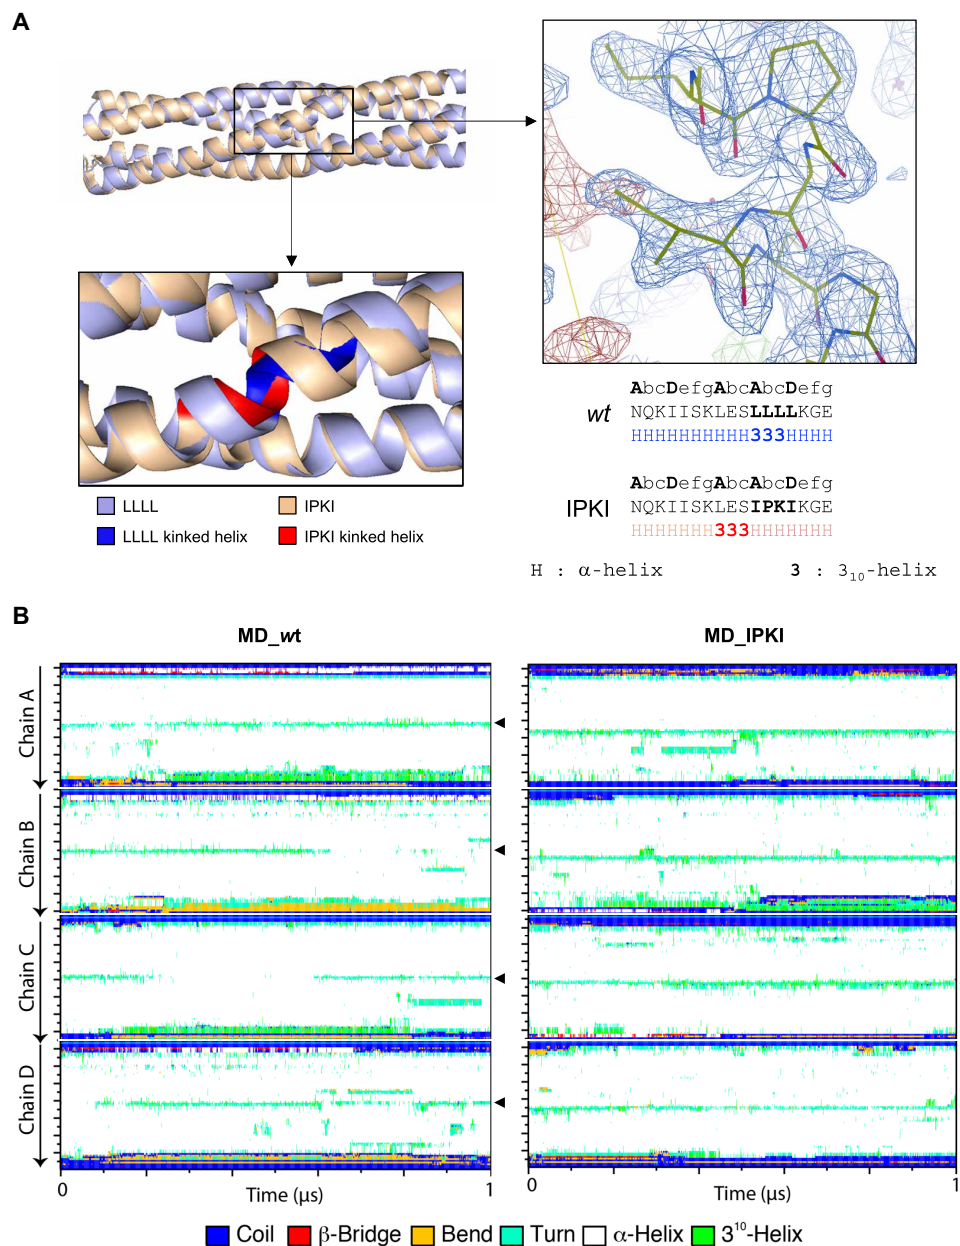 A
wt
AbcDefgAbcAbcDefg
NQKIISKLESLLLLKGE
HHHHHHHHHH333HHHH
IPKI
AbcDefgAbcAbcDefg
NQKIISKLESIPKIKGE
HHHHHHH333HHHHHHH
LLLL
IPKI
LLLL kinked helix
IPKI kinked helix
H : α-helix 3 : 3₁₀-helix
B
MD_wt
MD_IPKI
Chain A
Chain B
Chain C
Chain D
0 Time (µs) 1
0 Time (µs) 1
Coil β-Bridge Bend Turn α-Helix 3¹⁰-Helix